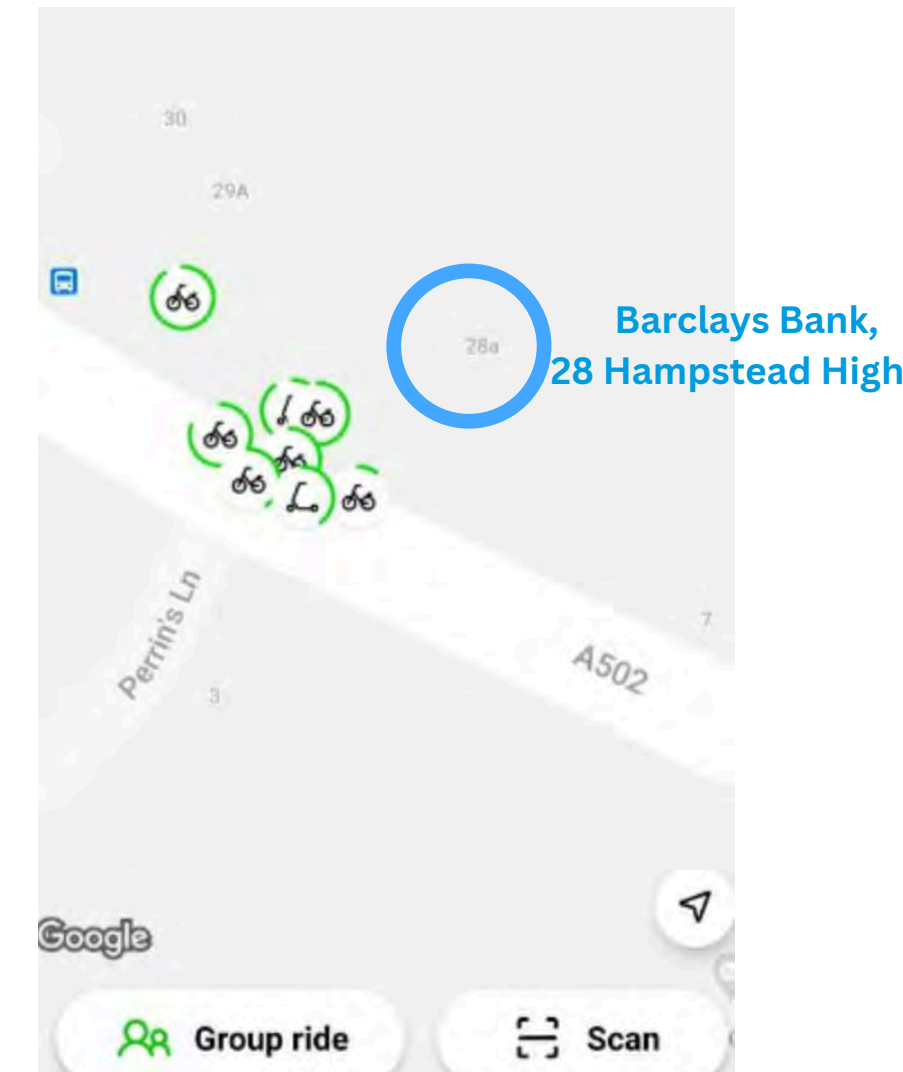 30
29A
28a
Barclays Bank,
28 Hampstead High
Perrin's Ln
7
A502
3
Google
Group ride
Scan